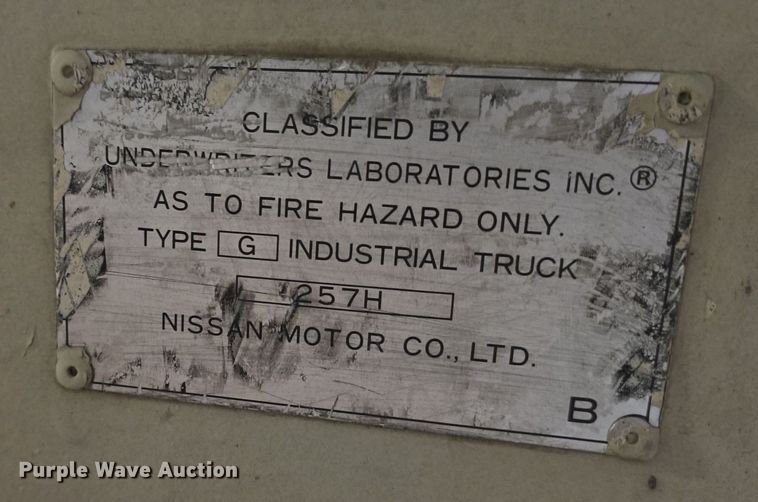 CLASSIFIED BY
UNDERWRITERS LABORATORIES INC.®
AS TO FIRE HAZARD ONLY.
TYPE G INDUSTRIAL TRUCK
257H
NISSAN MOTOR CO., LTD.
B
Purple Wave Auction